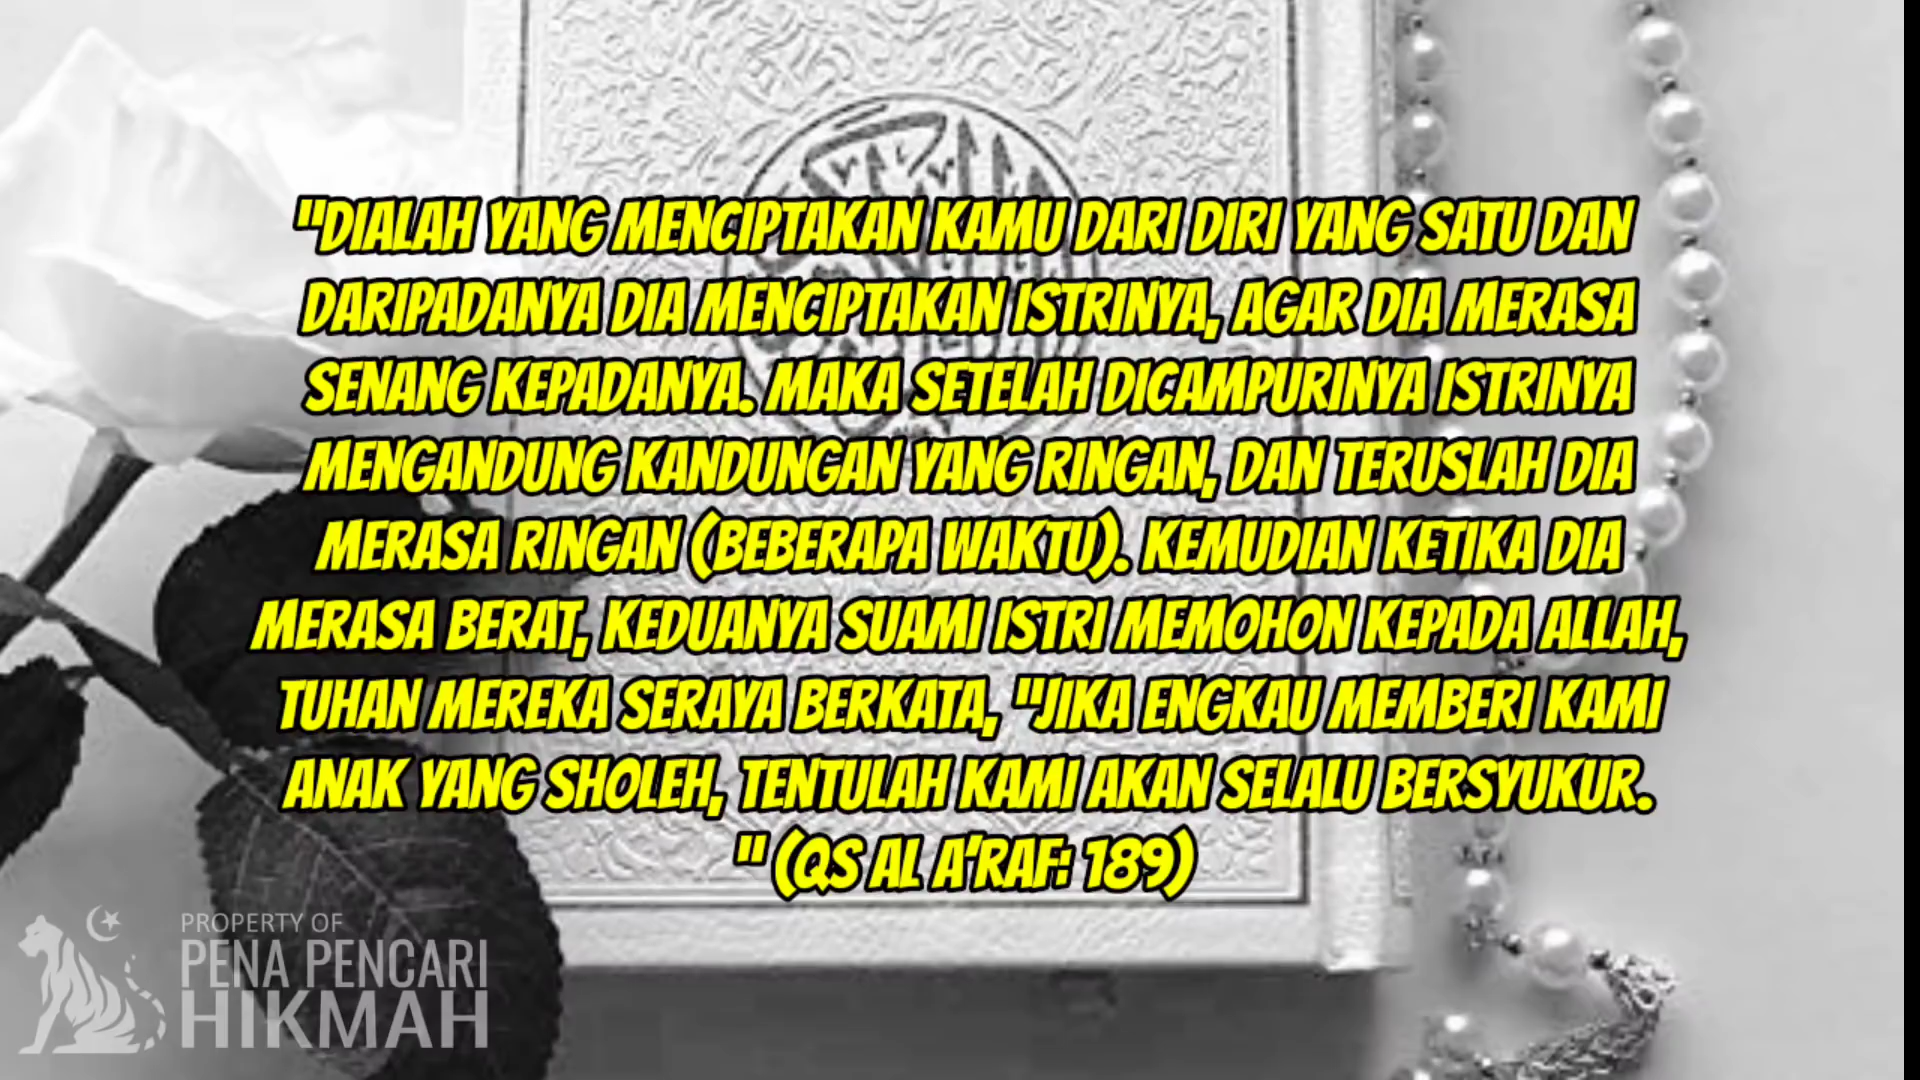 "DIALAH YANG MENCIPTAKAN KAMU DARI DIRI YANG SATU DAN
DARIPADANYA DIA MENCIPTAKAN ISTRINYA, AGAR DIA MERASA
SENANG KEPADANYA. MAKA SETELAH DICAMPURINYA ISTRINYA
MENGANDUNG KANDUNGAN YANG RINGAN, DAN TERUSLAH DIA
MERASA RINGAN (BEBERAPA WAKTU). KEMUDIAN KETIKA DIA
MERASA BERAT, KEDUANYA SUAMI ISTRI MEMOHON KEPADA ALLAH,
TUHAN MEREKA SERAYA BERKATA, "JIKA ENGKAU MEMBERI KAMI
ANAK YANG SHOLEH, TENTULAH KAMI AKAN SELALU BERSYUKUR.
" (QS AL A'RAF: 189)
PROPERTY OF
PENA PENCARI
HIKMAH